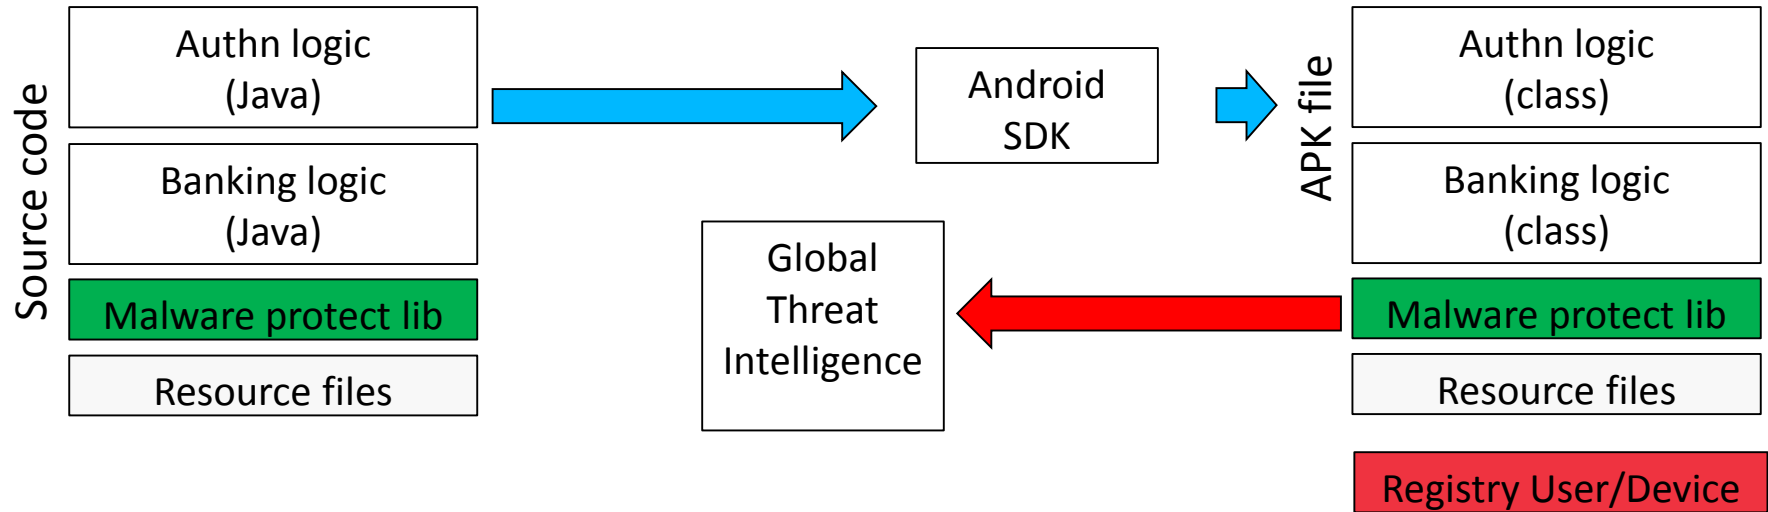 Source code
Authn logic
(Java)
Banking logic
(Java)
Malware protect lib
Resource files
Android
SDK
Global
Threat
Intelligence
APK file
Authn logic
(class)
Banking logic
(class)
Malware protect lib
Resource files
Registry User/Device